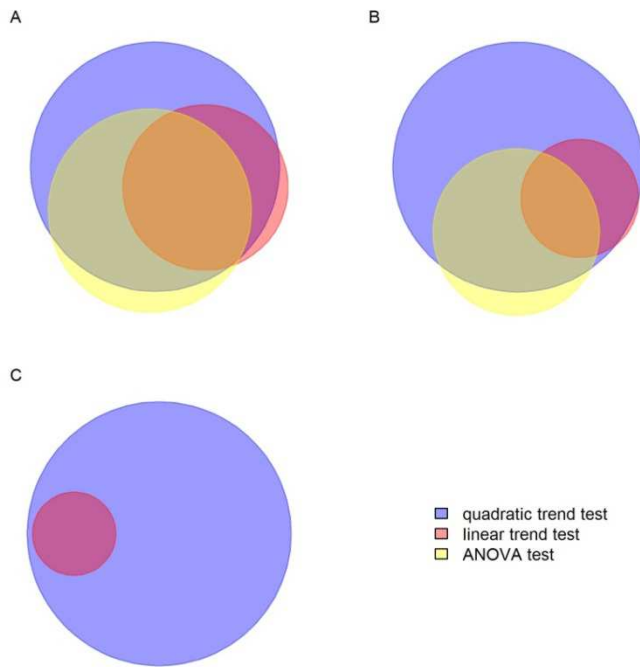 A
B
C
quadratic trend test
linear trend test
ANOVA test